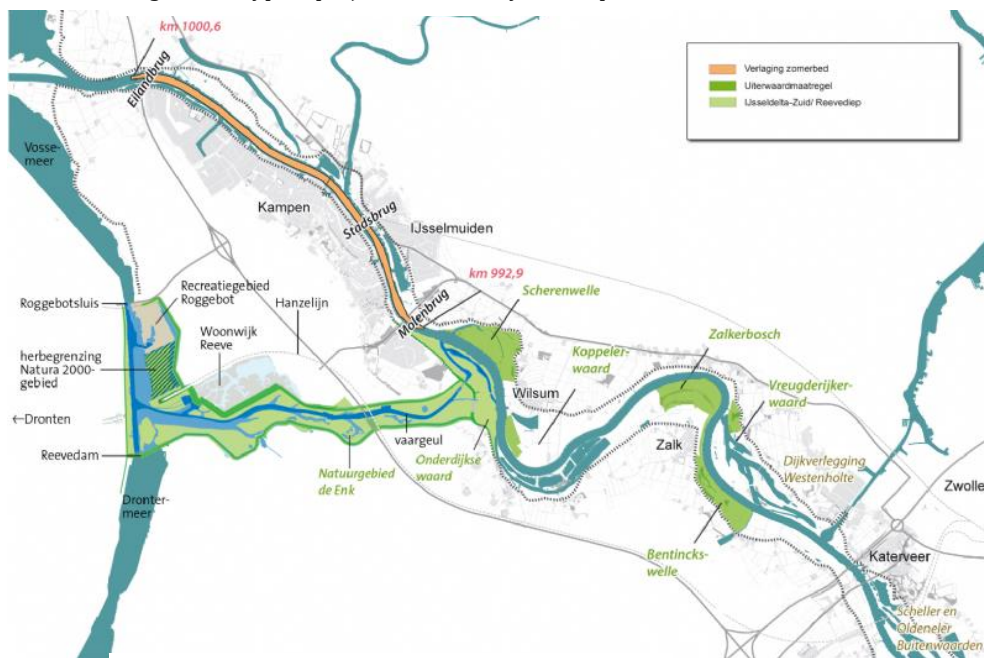 km 1000,6
Eilandbrug
Verlaging zomerbed
Uiterwaardmaatregel
IJsseldelta-Zuid/ Reevediep
Vosse-
meer
Kampen
Stadsbrug
IJsselmuiden
km 992,9
Roggebotsluis
Recreatiegebied
Roggebot
Hanzelijn
Molenbrug
Scherenwelle
Woonwijk
Reeve
Zalkerbosch
herbegrenzing
Natura 2000-
gebied
Koppeler-
waard
Vreugderijker-
waard
Wilsum
←Dronten
vaargeul
Zalk
Reevedam
Natuurgebied
de Enk
Onderdijkse
waard
Dijkverlegging
Westenholte
Zwolle
Dronter-
meer
Bentincks-
welle
Katerveer
Scheller en
Oldeneler
Buitenwaarden